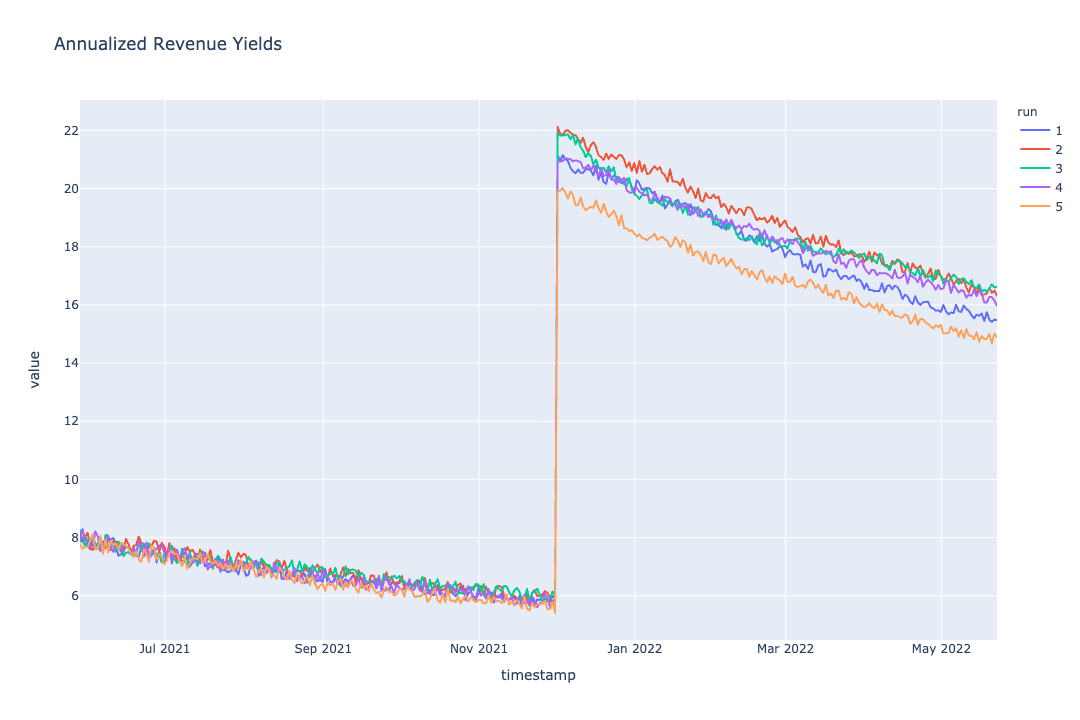 Annualized Revenue Yields
run
1
2
3
4
5
22
20
18
16
14
12
10
8
6
value
Jul 2021
Sep 2021
Nov 2021
Jan 2022
Mar 2022
May 2022
timestamp